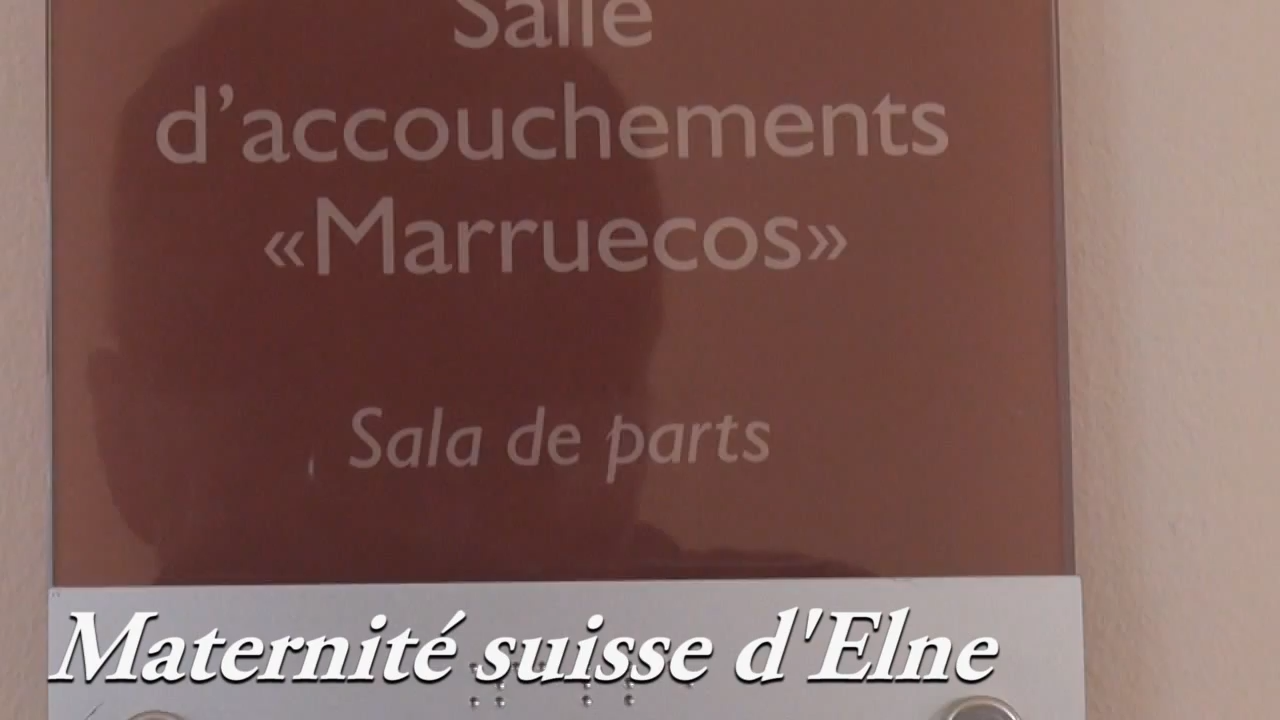 Salle
d’accouchements
«Marruecos»
Sala de parts
Maternité suisse d'Elne